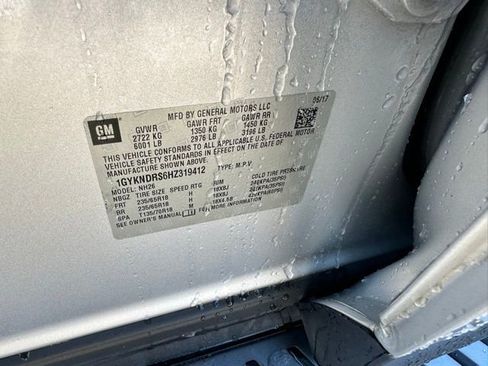 GM
MFD BY GENERAL MOTORS LLC
05/17
GVWR GAWR FRT GAWR RR
2722 KG 1350 KG 1450 KG
6001 LB 2976 LB 3196 LB
THIS VEHICLE CONFORMS TO ALL APPLICABLE U.S. FEDERAL MOTOR
VEHICLE SAFETY STANDARDS IN EFFECT ON THE DATE OF
MANUFACTURE SHOWN ABOVE.
1GYKNDRS6HZ319412 TYPE: M.P.V.
MODEL: NH26
NBGZ TIRE SIZE SPEED RTG RIM COLD TIRE PRESSURE
FRT 235/65R18 H 18X8J
RR 235/65R18 H 18X8J
SPA T135/70R18 M 18X4.5B
SEE OWNER'S MANUAL FOR MORE INFORMATION